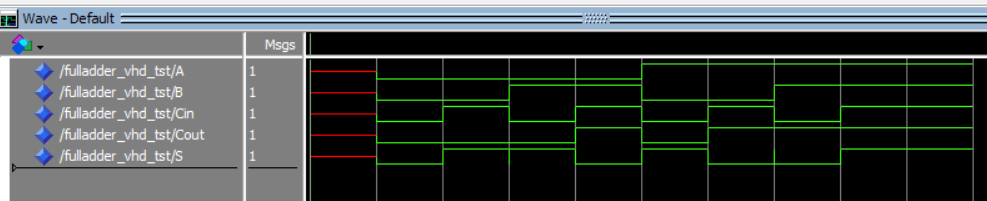 Wave - Default
Msgs
/fulladder_vhd_tst/A 1
/fulladder_vhd_tst/B 1
/fulladder_vhd_tst/Cin 1
/fulladder_vhd_tst/Cout 1
/fulladder_vhd_tst/S 1